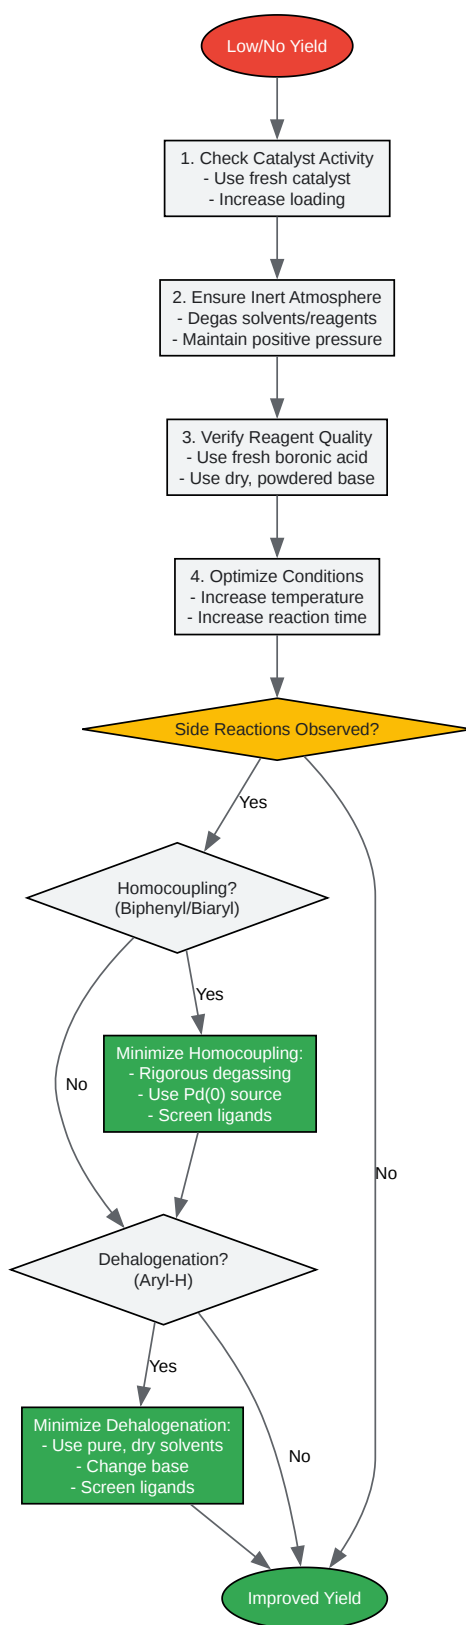 Low/No Yield
1. Check Catalyst Activity
- Use fresh catalyst
- Increase loading
2. Ensure Inert Atmosphere
- Degas solvents/reagents
- Maintain positive pressure
3. Verify Reagent Quality
- Use fresh boronic acid
- Use dry, powdered base
4. Optimize Conditions
- Increase temperature
- Increase reaction time
Side Reactions Observed?
Yes
Homocoupling?
(Biphenyl/Biaryl)
Yes
Minimize Homocoupling:
- Rigorous degassing
- Use Pd(0) source
- Screen ligands
No
No
Dehalogenation?
(Aryl-H)
Yes
Minimize Dehalogenation:
- Use pure, dry solvents
- Change base
- Screen ligands
No
Improved Yield